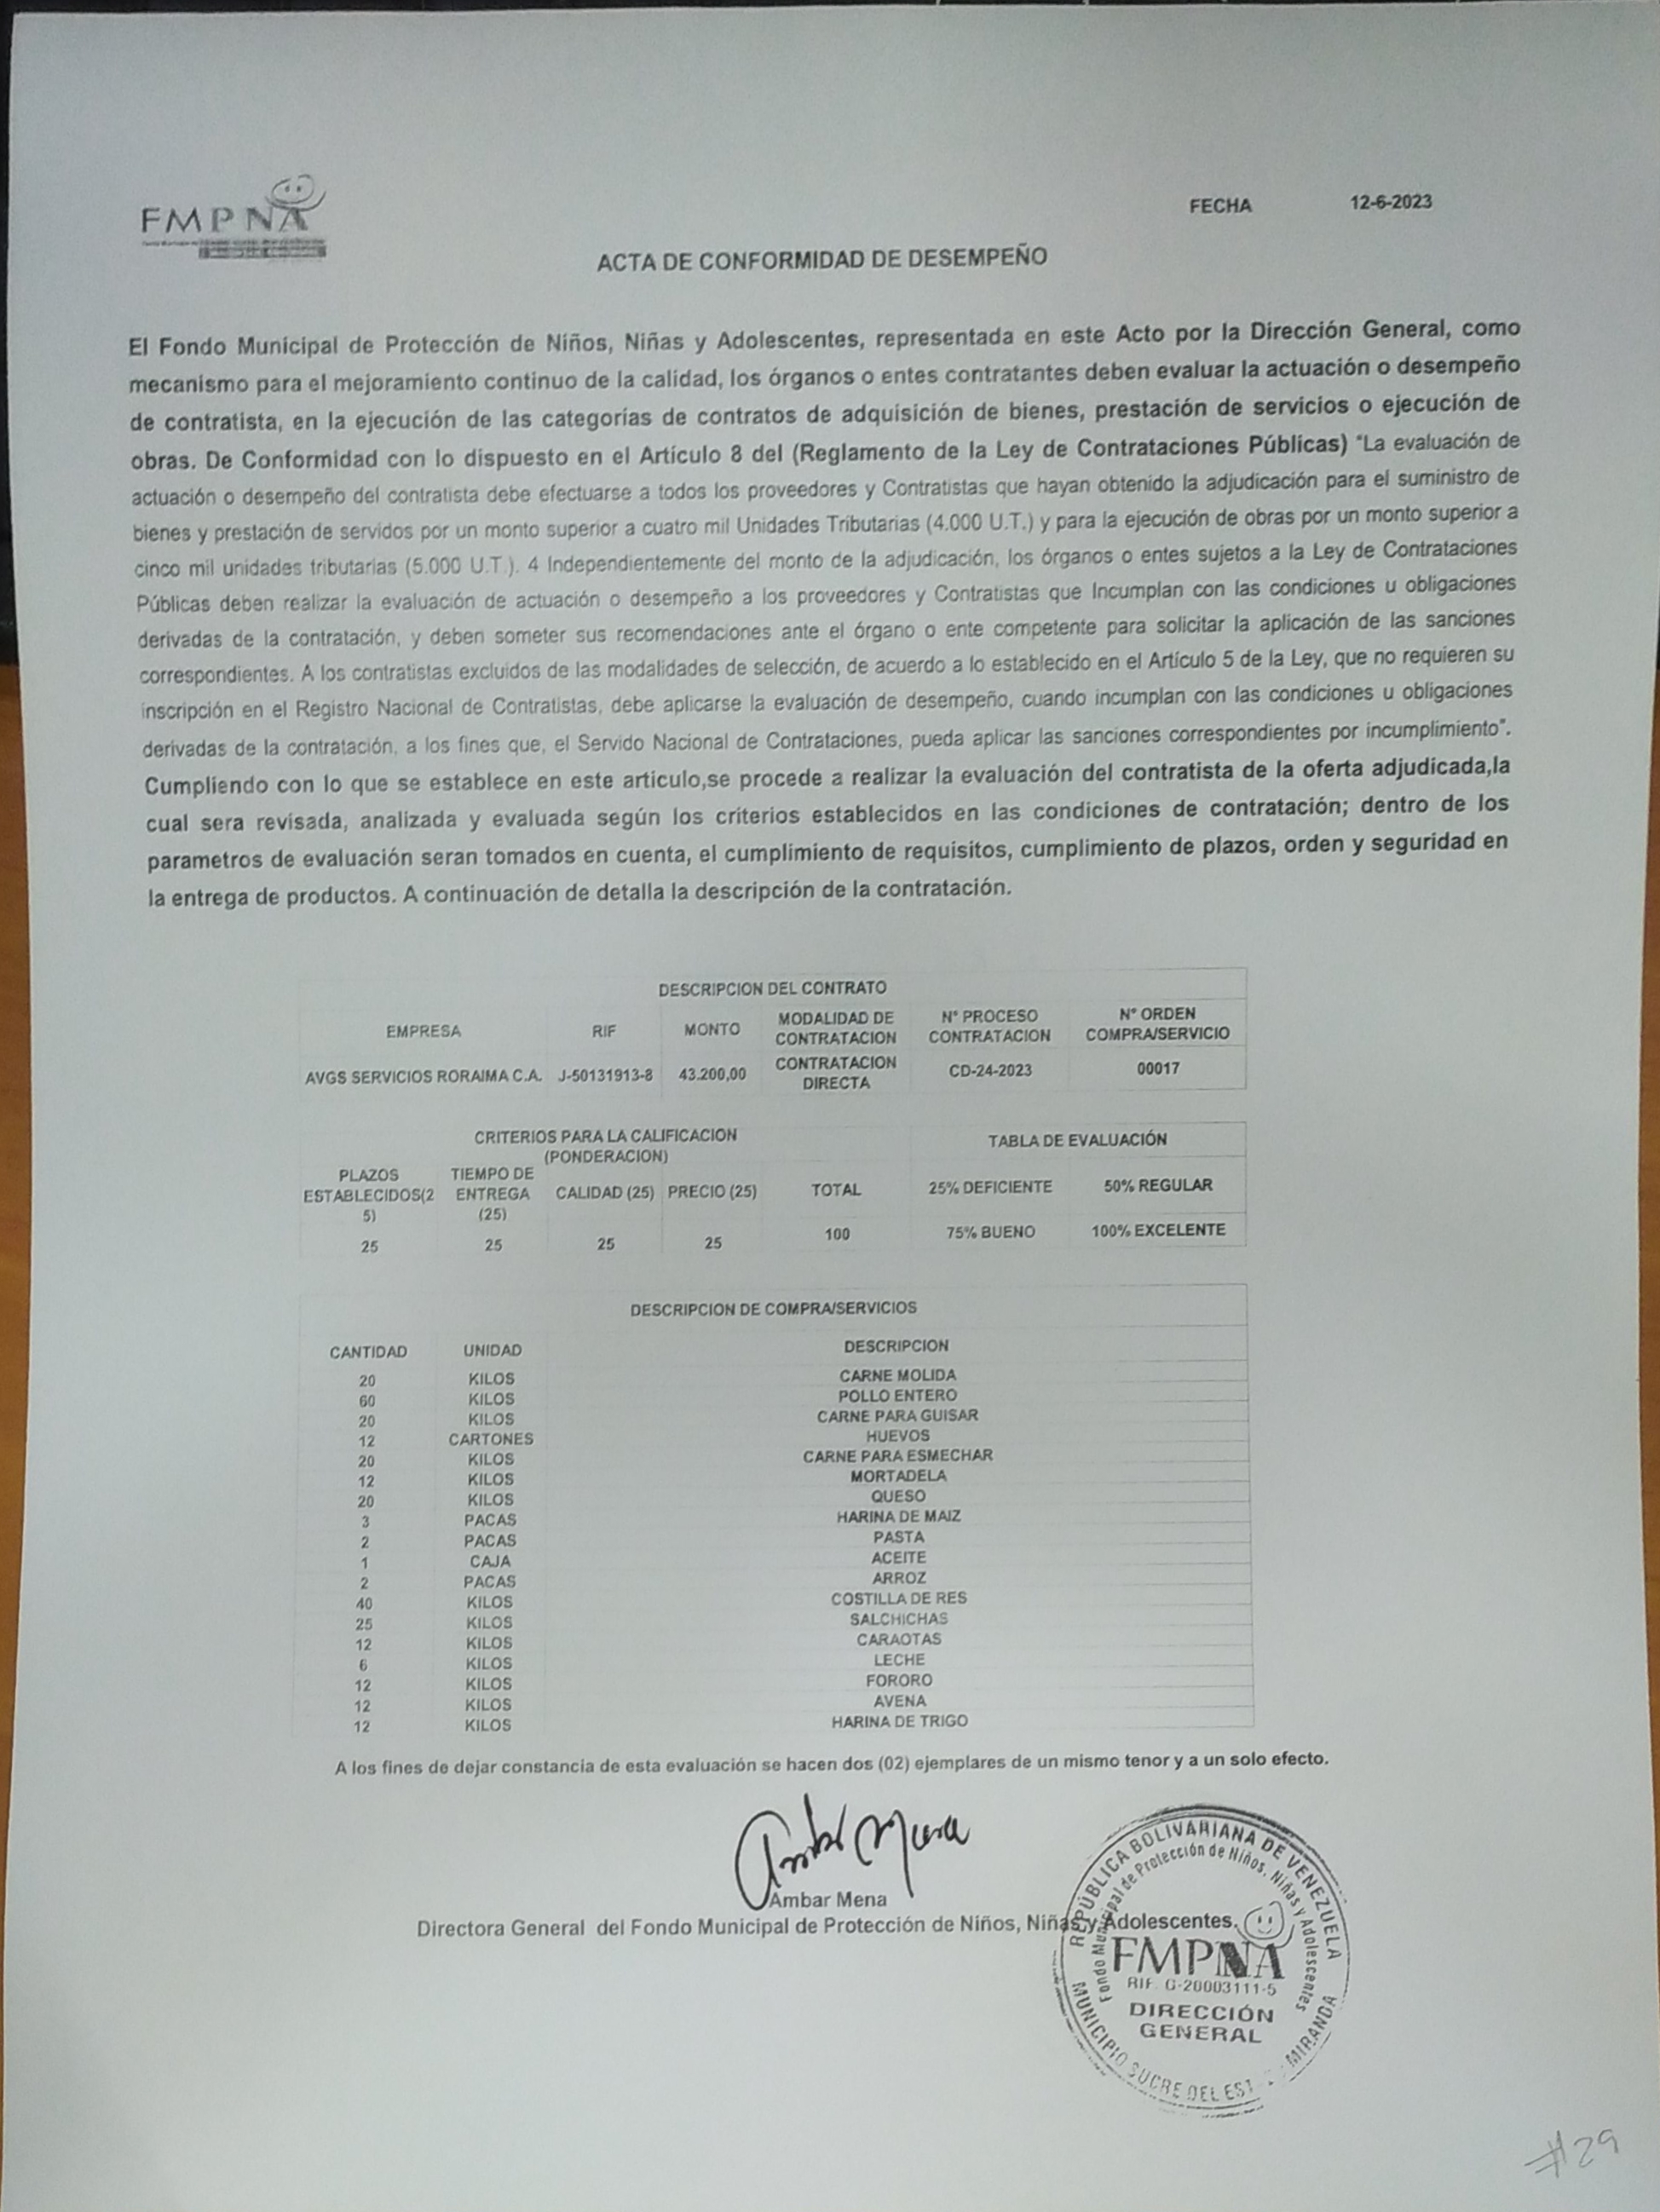 FMPNA
FECHA 12-6-2023
ACTA DE CONFORMIDAD DE DESEMPEÑO
El Fondo Municipal de Protección de Niños, Niñas y Adolescentes, representada en este Acto por la Dirección General, como
mecanismo para el mejoramiento continuo de la calidad, los órganos o entes contratantes deben evaluar la actuación o desempeño
de contratista, en la ejecución de las categorías de contratos de adquisición de bienes, prestación de servicios o ejecución de
obras. De Conformidad con lo dispuesto en el Artículo 8 del (Reglamento de la Ley de Contrataciones Públicas) "La evaluación de
actuación o desempeño del contratista debe efectuarse a todos los proveedores y Contratistas que hayan obtenido la adjudicación para el suministro de
bienes y prestación de servidos por un monto superior a cuatro mil Unidades Tributarias (4.000 U.T.) y para la ejecución de obras por un monto superior a
cinco mil unidades tributarias (5.000 U.T.). 4 Independientemente del monto de la adjudicación, los órganos o entes sujetos a la Ley de Contrataciones
Públicas deben realizar la evaluación de actuación o desempeño a los proveedores y Contratistas que Incumplan con las condiciones u obligaciones
derivadas de la contratación, y deben someter sus recomendaciones ante el órgano o ente competente para solicitar la aplicación de las sanciones
correspondientes. A los contratistas excluidos de las modalidades de selección, de acuerdo a lo establecido en el Artículo 5 de la Ley, que no requieren su
inscripción en el Registro Nacional de Contratistas, debe aplicarse la evaluación de desempeño, cuando incumplan con las condiciones u obligaciones
derivadas de la contratación, a los fines que, el Servido Nacional de Contrataciones, pueda aplicar las sanciones correspondientes por incumplimiento".
Cumpliendo con lo que se establece en este articulo,se procede a realizar la evaluación del contratista de la oferta adjudicada,la
cual sera revisada, analizada y evaluada según los criterios establecidos en las condiciones de contratación; dentro de los
parametros de evaluación seran tomados en cuenta, el cumplimiento de requisitos, cumplimiento de plazos, orden y seguridad en
la entrega de productos. A continuación de detalla la descripción de la contratación.
DESCRIPCION DEL CONTRATO
EMPRESA RIF MONTO MODALIDAD DE CONTRATACION N° PROCESO CONTRATACION N° ORDEN COMPRA/SERVICIO
AVGS SERVICIOS RORAIMA C.A. J-50131913-8 43.200,00 CONTRATACION DIRECTA CD-24-2023 00017
CRITERIOS PARA LA CALIFICACION (PONDERACION) TABLA DE EVALUACIÓN
PLAZOS ESTABLECIDOS(25) TIEMPO DE ENTREGA (25) CALIDAD (25) PRECIO (25) TOTAL 25% DEFICIENTE 50% REGULAR
25 25 25 25 100 75% BUENO 100% EXCELENTE
DESCRIPCION DE COMPRA/SERVICIOS
CANTIDAD UNIDAD DESCRIPCION
20 KILOS CARNE MOLIDA
60 KILOS POLLO ENTERO
20 KILOS CARNE PARA GUISAR
12 CARTONES HUEVOS
20 KILOS CARNE PARA ESMECHAR
12 KILOS MORTADELA
20 KILOS QUESO
3 PACAS HARINA DE MAIZ
2 PACAS PASTA
1 CAJA ACEITE
2 PACAS ARROZ
40 KILOS COSTILLA DE RES
25 KILOS SALCHICHAS
12 KILOS CARAOTAS
6 KILOS LECHE
12 KILOS FORORO
12 KILOS AVENA
12 KILOS HARINA DE TRIGO
A los fines de dejar constancia de esta evaluación se hacen dos (02) ejemplares de un mismo tenor y a un solo efecto.
Ambar Mena
Ambar Mena
Directora General del Fondo Municipal de Protección de Niños, Niñas y Adolescentes.
REPÚBLICA BOLIVARIANA DE VENEZUELA
Fondo Municipal de Protección de Niños, Niñas y Adolescentes
FMPNA
RIF. G-20003111-5
DIRECCIÓN
GENERAL
MUNICIPIO SUCRE DEL MIRANDA
#29